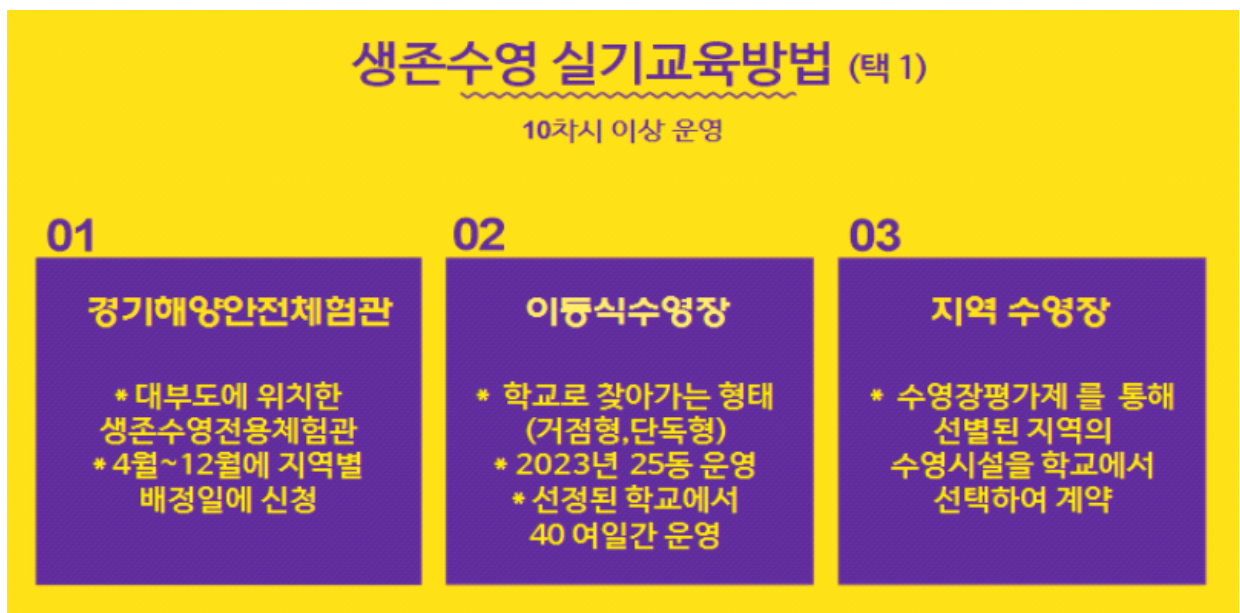 생존수영 실기교육방법 (택 1)
10차시 이상 운영
01
경기해양안전체험관
* 대부도에 위치한
생존수영전용체험관
* 4월~12월에 지역별
배정일에 신청
02
이동식수영장
* 학교로 찾아가는 형태
(거점형,단독형)
* 2023년 25동 운영
* 선정된 학교에서
40 여일간 운영
03
지역 수영장
* 수영장평가제 를 통해
선별된 지역의
수영시설을 학교에서
선택하여 계약